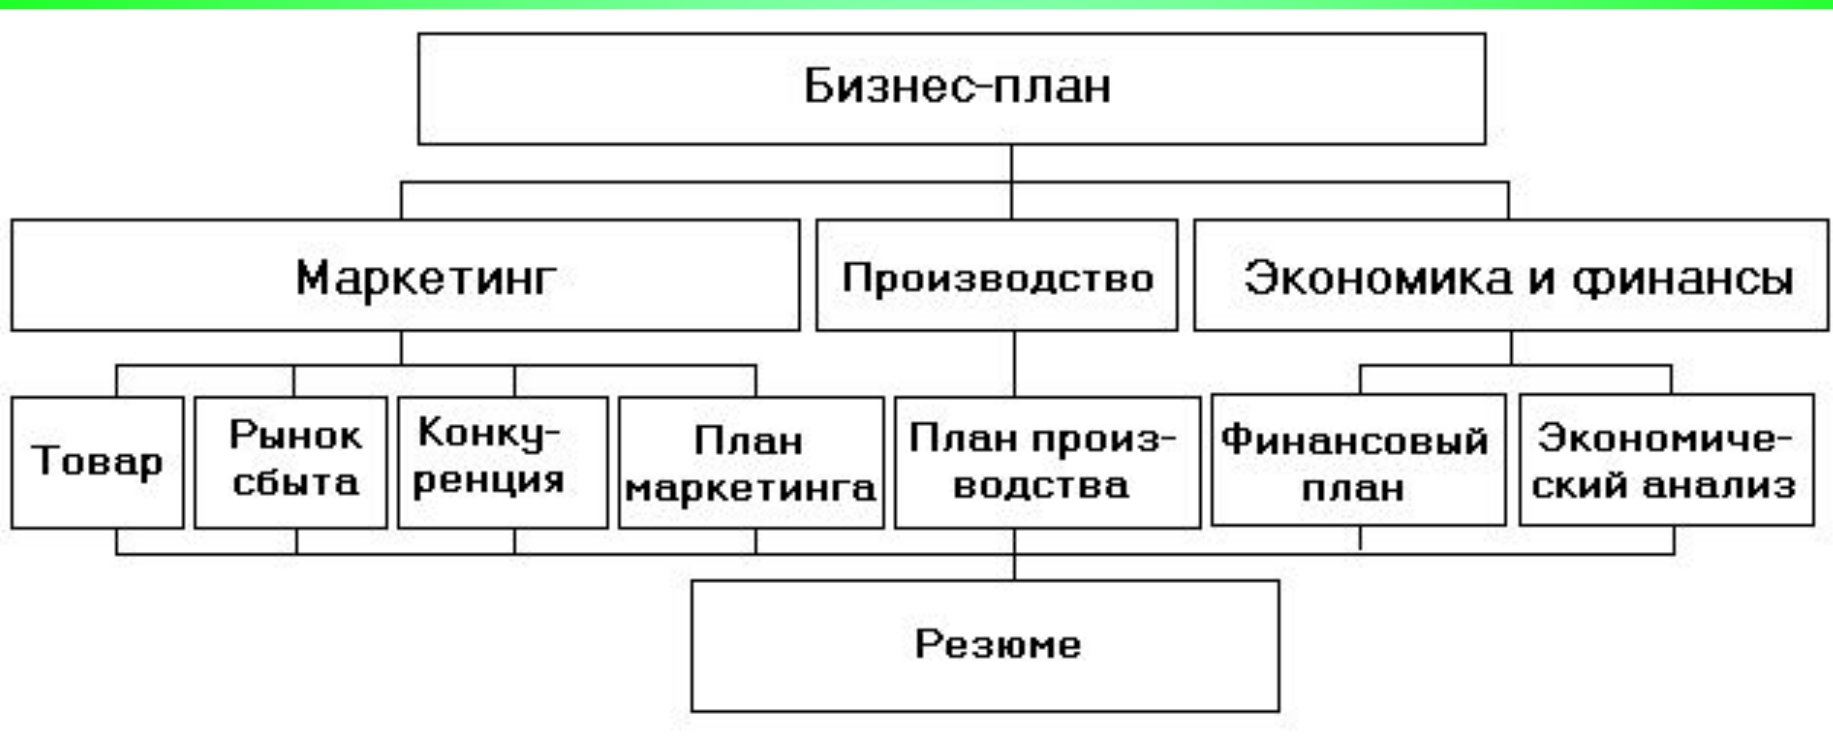 Бизнес-план
Маркетинг
Производство
Экономика и финансы
Товар
Рынок
сбыта
Конку-
ренция
План
маркетинга
План произ-
водства
Финансовый
план
Экономиче-
ский анализ
Резюме